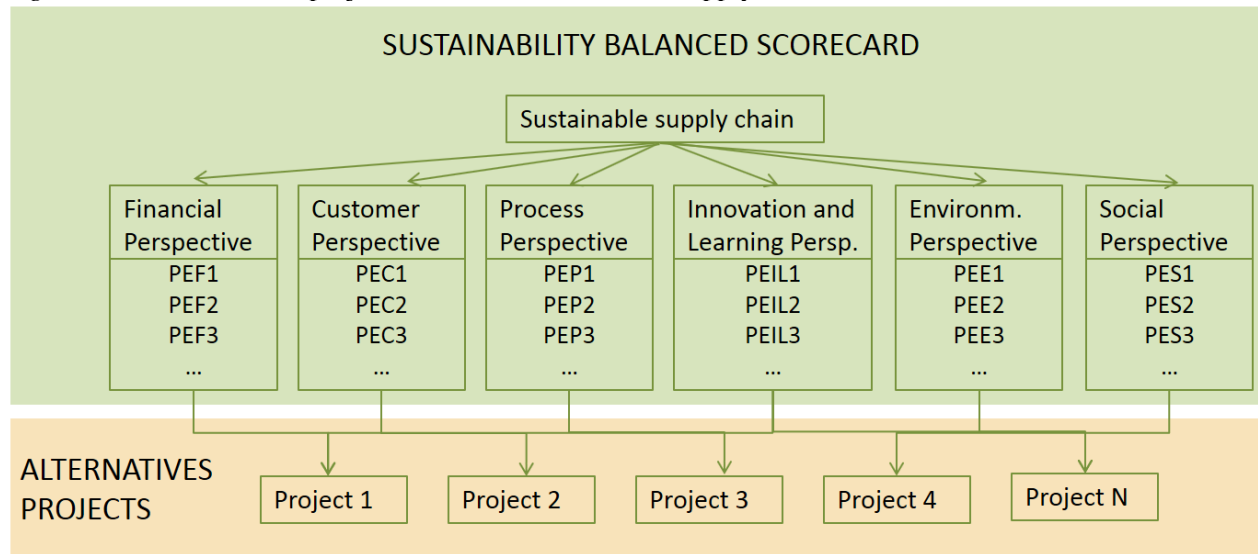 SUSTAINABILITY BALANCED SCORECARD
Sustainable supply chain
Financial
Perspective
PEF1
PEF2
PEF3
...
Customer
Perspective
PEC1
PEC2
PEC3
...
Process
Perspective
PEP1
PEP2
PEP3
...
Innovation and
Learning Persp.
PEIL1
PEIL2
PEIL3
...
Environm.
Perspective
PEE1
PEE2
PEE3
...
Social
Perspective
PES1
PES2
PES3
...
ALTERNATIVES
PROJECTS
Project 1
Project 2
Project 3
Project 4
Project N